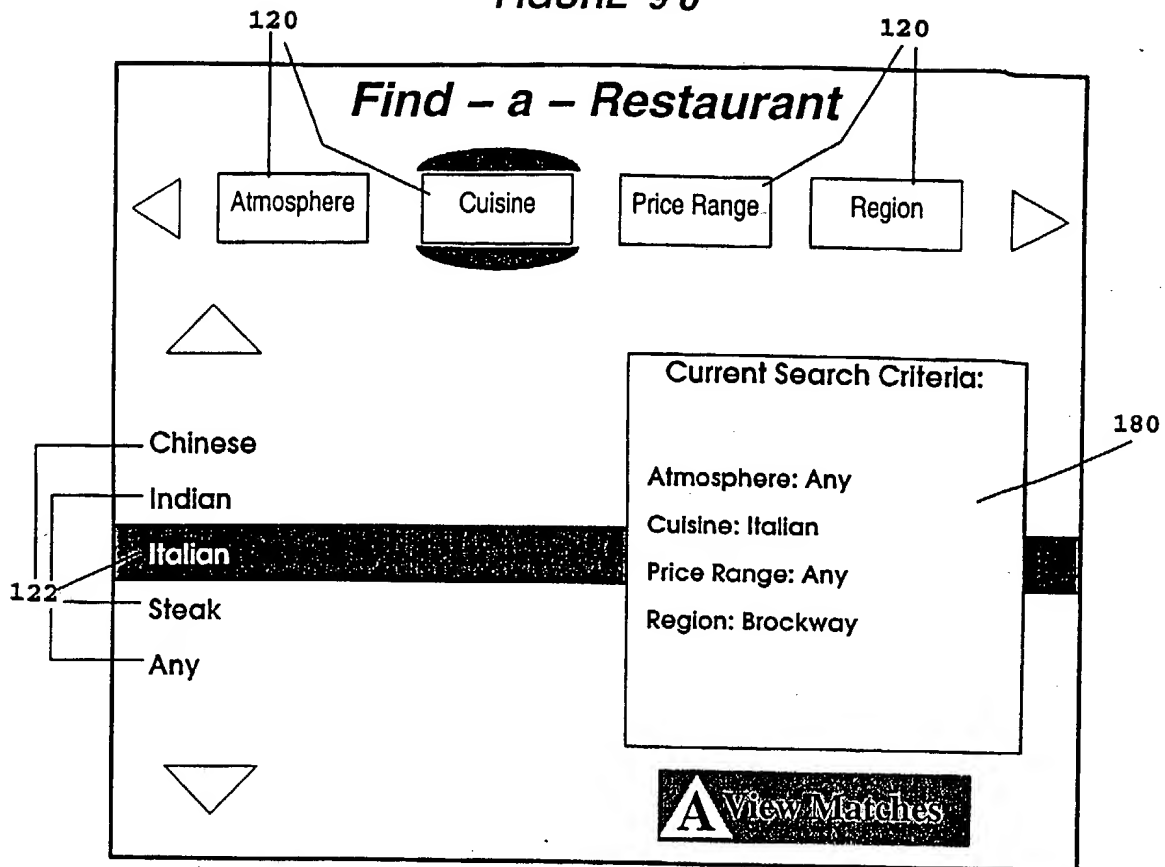 120
120
Find – a – Restaurant
Atmosphere
Cuisine
Price Range
Region
Current Search Criteria:
180
Chinese
Atmosphere: Any
Indian
Cuisine: Italian
Italian
Price Range: Any
122
Steak
Region: Brockway
Any
A View Matches